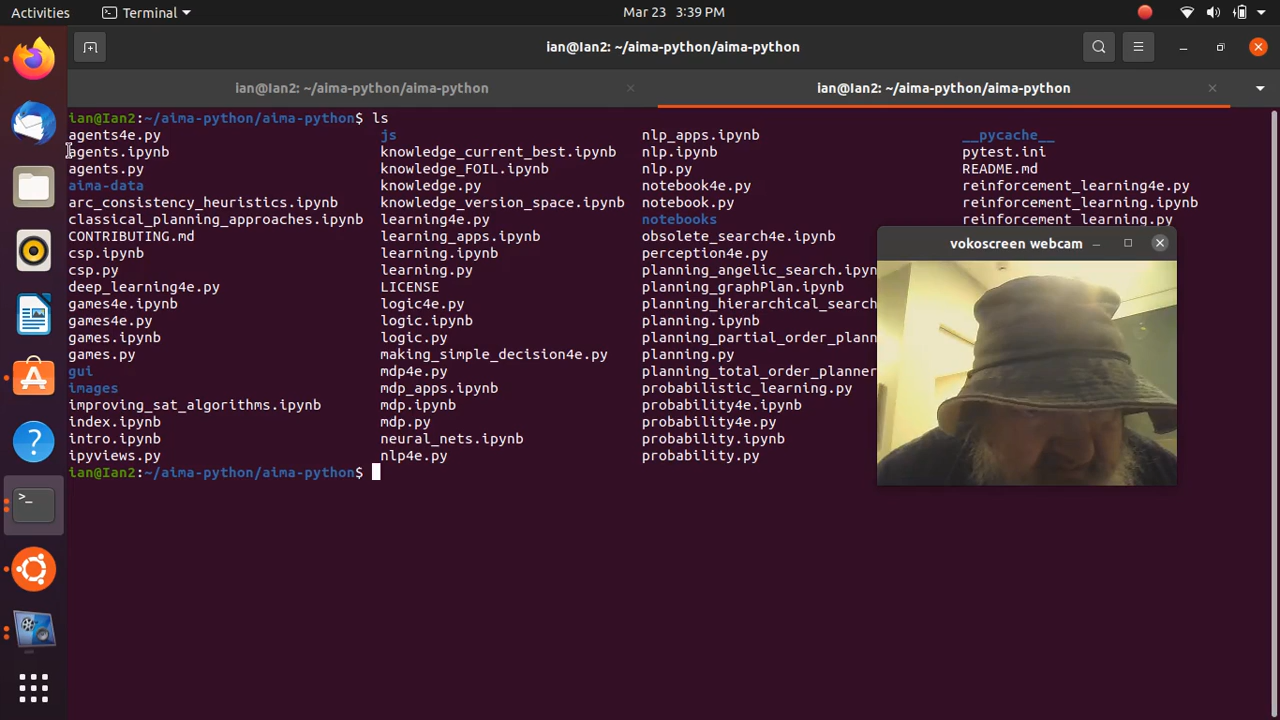 Activities Terminal Mar 23 3:39 PM
ian@Ian2: ~/aima-python/aima-python
ian@Ian2: ~/aima-python/aima-python ian@Ian2: ~/aima-python/aima-python
ian@Ian2:~/aima-python/aima-python$ ls
agents4e.py js nlp_apps.ipynb __pycache__
agents.ipynb knowledge_current_best.ipynb nlp.ipynb pytest.ini
agents.py knowledge_FOIL.ipynb nlp.py README.md
aima-data knowledge.py notebook4e.py reinforcement_learning4e.py
arc_consistency_heuristics.ipynb knowledge_version_space.ipynb notebook.py reinforcement_learning.ipynb
classical_planning_approaches.ipynb learning4e.py notebooks reinforcement_learning.py
CONTRIBUTING.md learning_apps.ipynb obsolete_search4e.ipynb
csp.ipynb learning.ipynb perception4e.py
csp.py learning.py planning_angelic_search.ipyn
deep_learning4e.py LICENSE planning_graphPlan.ipynb
games4e.ipynb logic4e.py planning_hierarchical_search
games4e.py logic.ipynb planning.ipynb
games.ipynb logic.py planning_partial_order_plann
games.py making_simple_decision4e.py planning.py
gui mdp4e.py planning_total_order_planner
images mdp_apps.ipynb probabilistic_learning.py
improving_sat_algorithms.ipynb mdp.ipynb probability4e.ipynb
index.ipynb mdp.py probability4e.py
intro.ipynb neural_nets.ipynb probability.ipynb
ipyviews.py nlp4e.py probability.py
ian@Ian2:~/aima-python/aima-python$
vokoscreen webcam